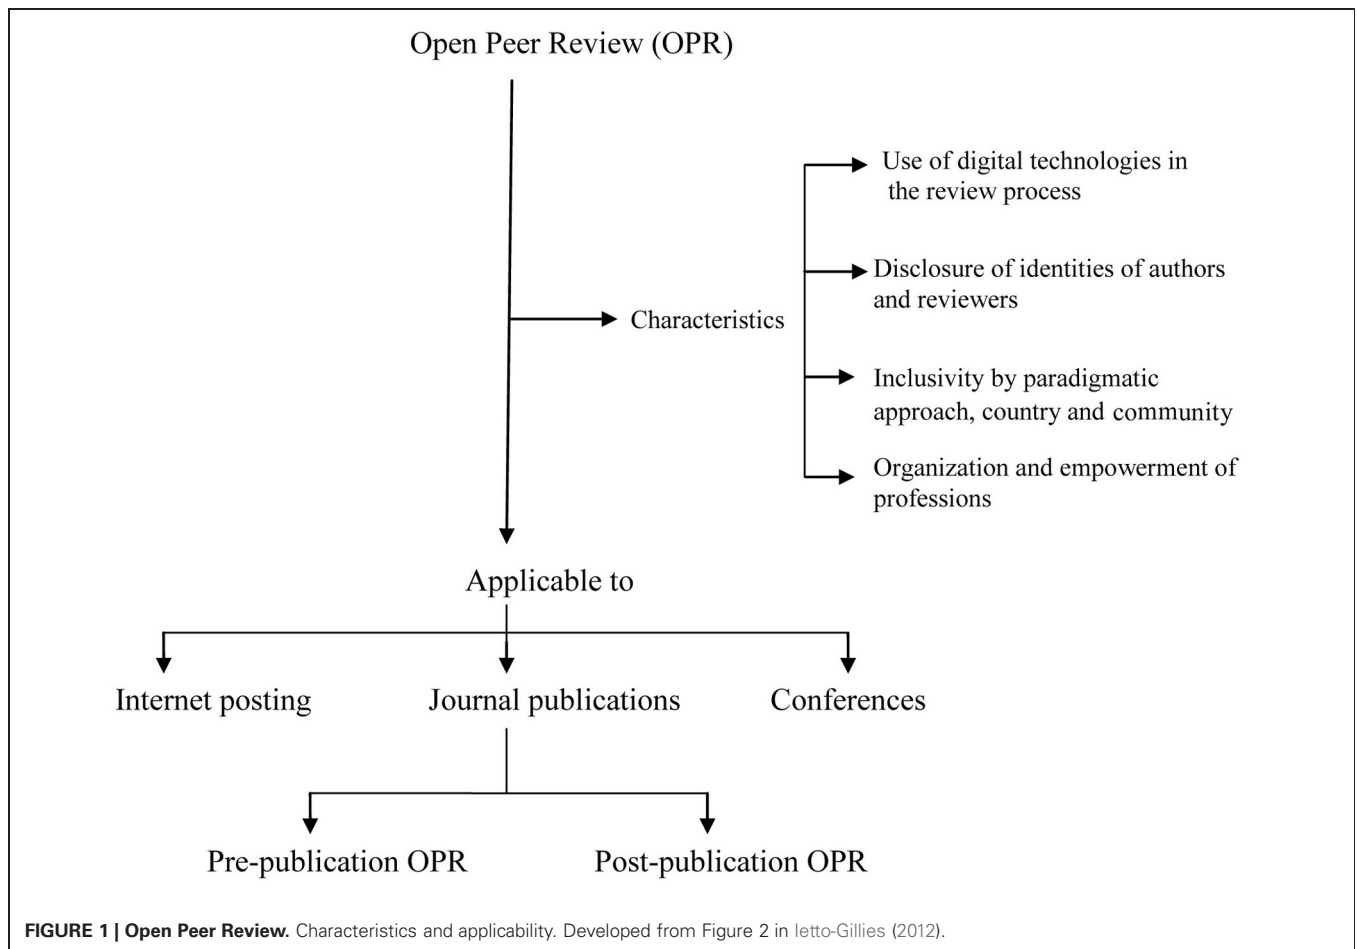 Open Peer Review (OPR)
Use of digital technologies in
the review process
Disclosure of identities of authors
and reviewers
Characteristics
Inclusivity by paradigmatic
approach, country and community
Organization and empowerment of
professions
Applicable to
Internet posting
Journal publications
Conferences
Pre-publication OPR
Post-publication OPR
FIGURE 1 | Open Peer Review. Characteristics and applicability. Developed from Figure 2 in Ietto-Gillies (2012).